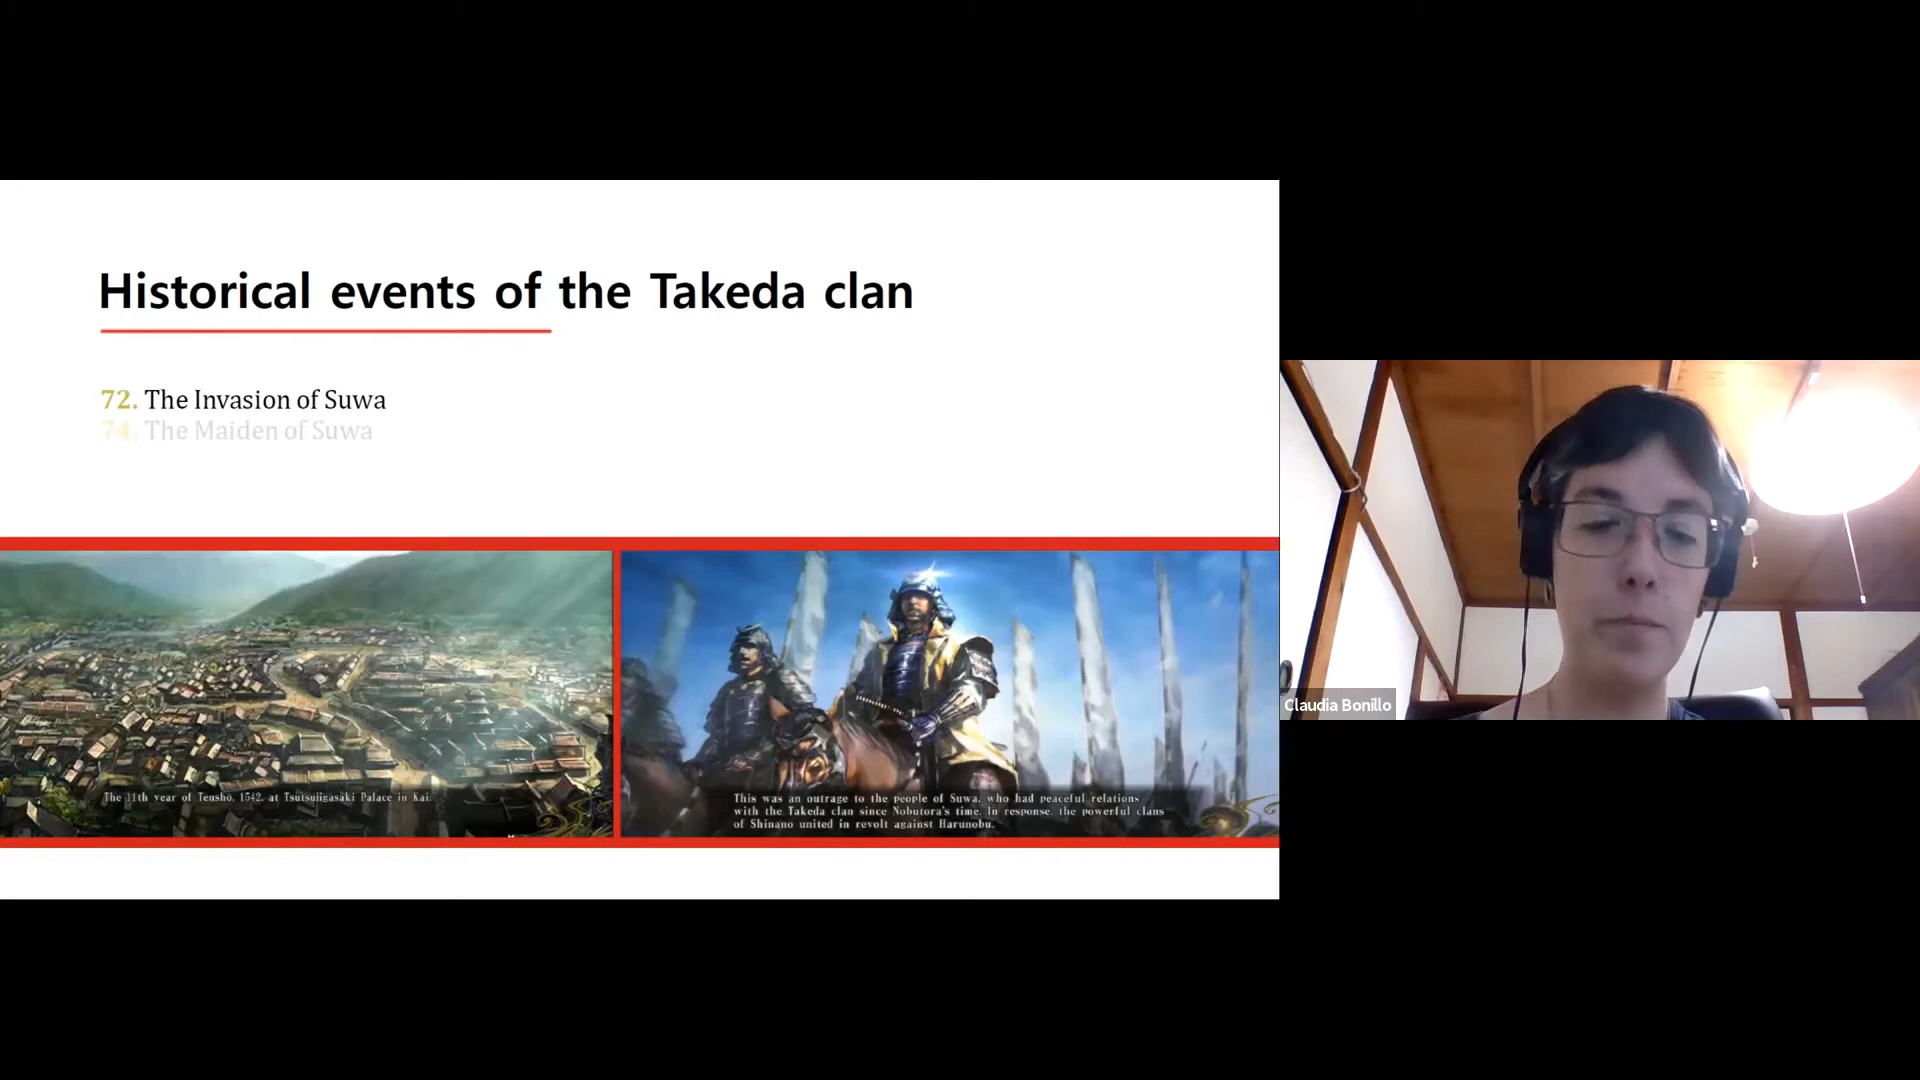 Historical events of the Takeda clan
72. The Invasion of Suwa
74. The Maiden of Suwa
The 11th year of Tensho, 1542, at Tsutsujigasaki Palace in Kai.
This was an outrage to the people of Suwa, who had peaceful relations
with the Takeda clan since Nobutora's time. In response, the powerful clans
of Shinano united in revolt against Harunobu.
Claudia Bonillo